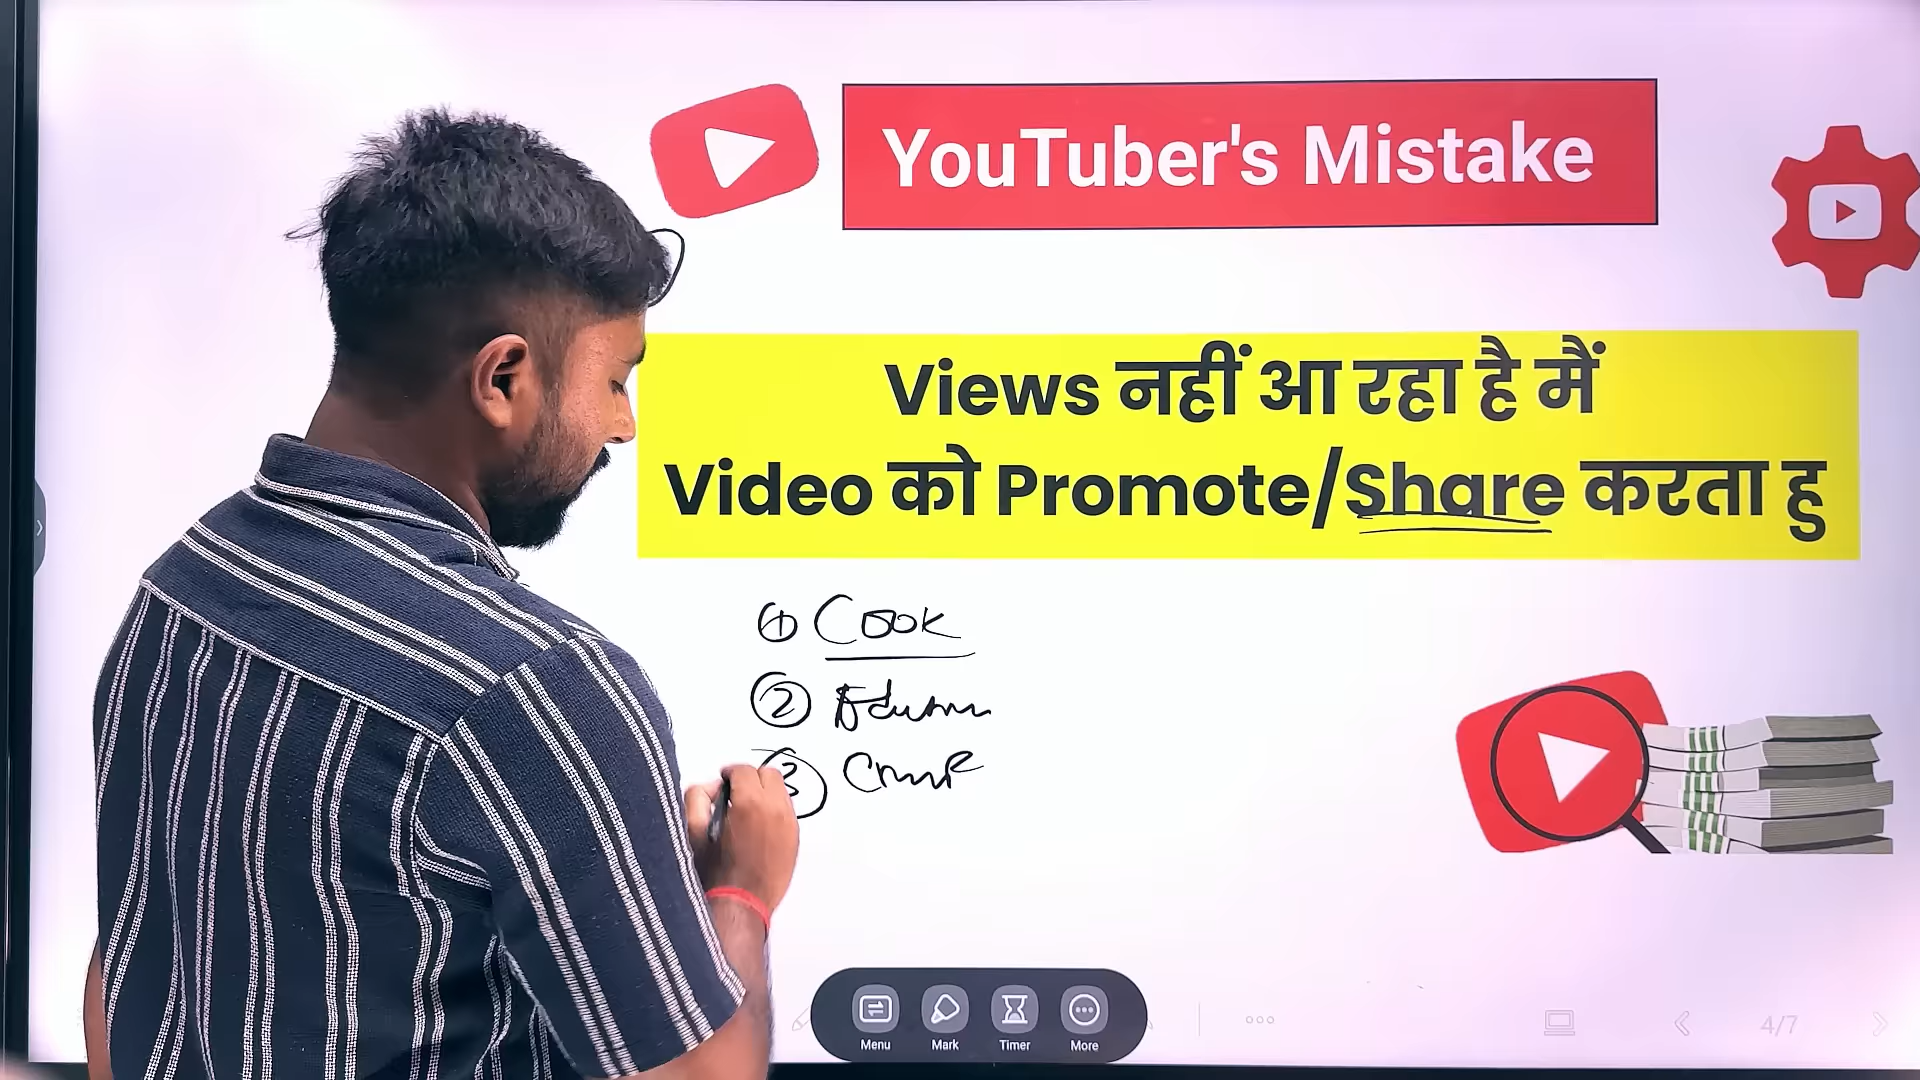 YouTuber's Mistake
Views नहीं आ रहा है मैं
Video को Promote/Share करता हु
1 Cook
2
3
Menu
Mark
Timer
More
4/7